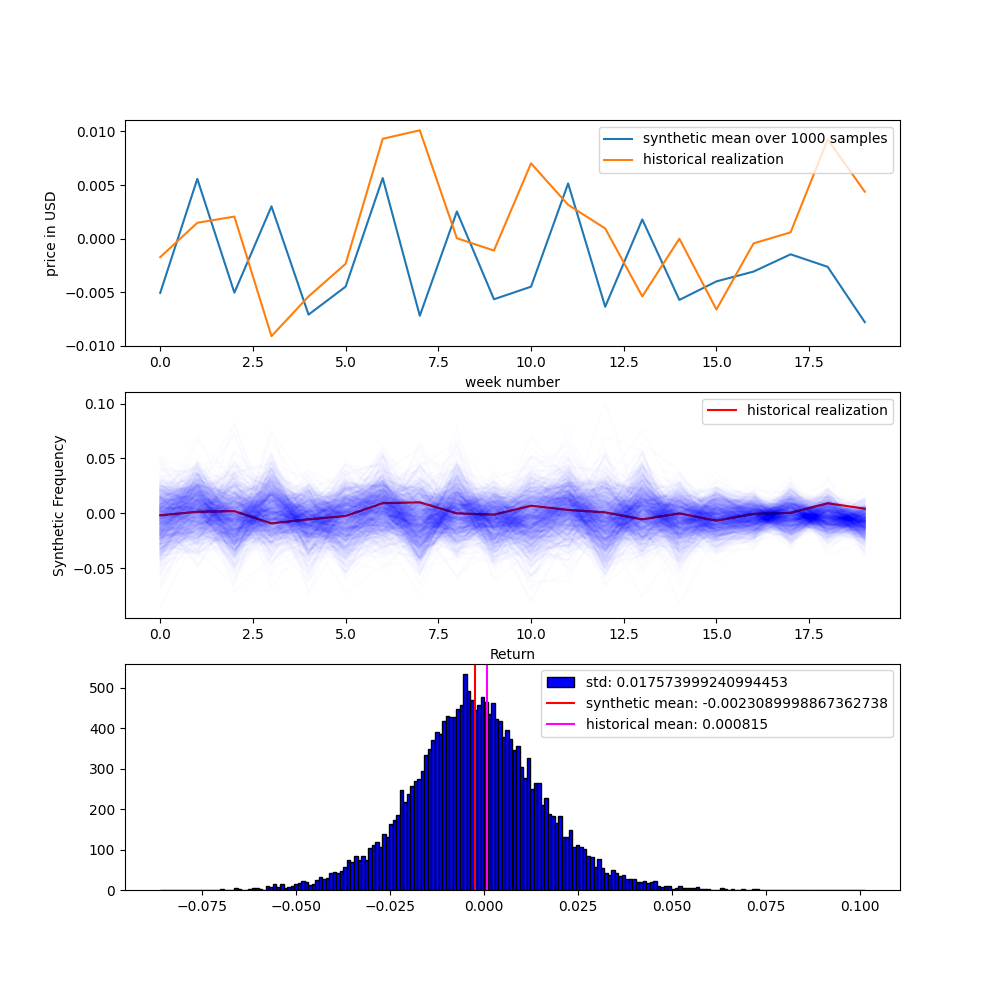 synthetic mean over 1000 samples
historical realization
price in USD
0.010
0.005
0.000
−0.005
−0.010
0.0 2.5 5.0 7.5 10.0 12.5 15.0 17.5
week number
historical realization
Synthetic Frequency
0.10
0.05
0.00
−0.05
0.0 2.5 5.0 7.5 10.0 12.5 15.0 17.5
Return
std: 0.017573999240994453
synthetic mean: -0.0023089998867362738
historical mean: 0.000815
500
400
300
200
100
0
−0.075 −0.050 −0.025 0.000 0.025 0.050 0.075 0.100